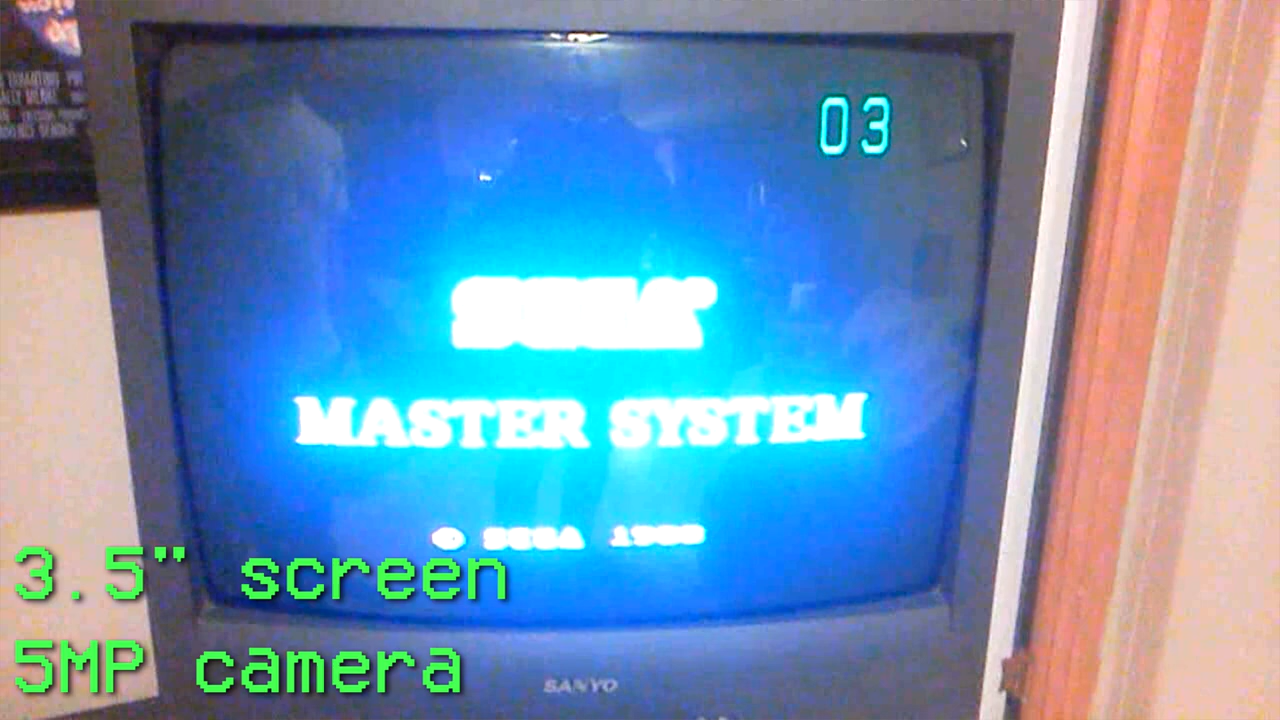 03
SEGA
MASTER SYSTEM
© SEGA
3.5" screen
5MP camera
SANYO